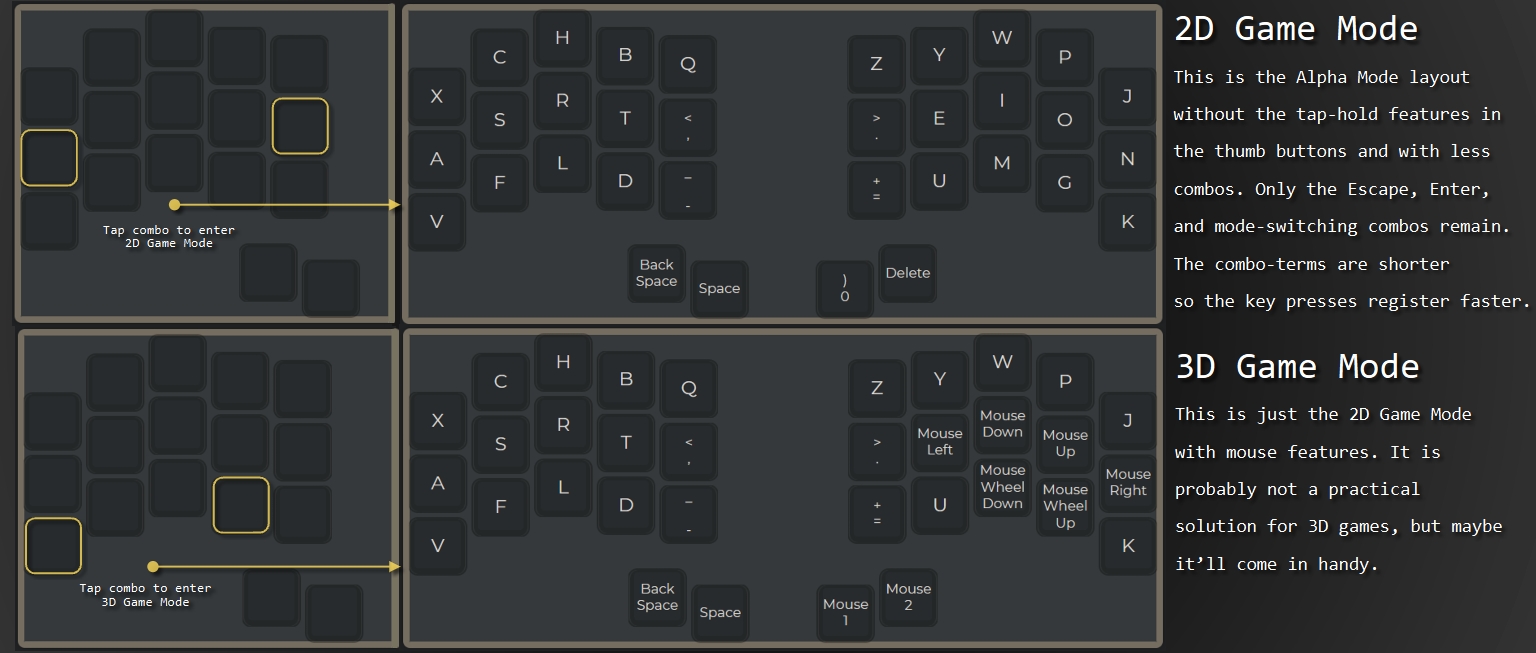 2D Game Mode
This is the Alpha Mode layout
without the tap-hold features in
the thumb buttons and with less
combos. Only the Escape, Enter,
and mode-switching combos remain.
The combo-terms are shorter
so the key presses register faster.
Tap combo to enter
2D Game Mode
X C H B Q
A S R T < ,
V F L D _ -
Back
Space
Space
Z Y W P J
> . E I O N
+ = U M G K
)
0
Delete
3D Game Mode
This is just the 2D Game Mode
with mouse features. It is
probably not a practical
solution for 3D games, but maybe
it’ll come in handy.
Tap combo to enter
3D Game Mode
X C H B Q
A S R T < ,
V F L D _ -
Back
Space
Space
Z Y W P J
> .
Mouse
Left
Mouse
Down
Mouse
Up
Mouse
Right
+ = U
Mouse
Wheel
Down
Mouse
Wheel
Up
K
Mouse
1
Mouse
2